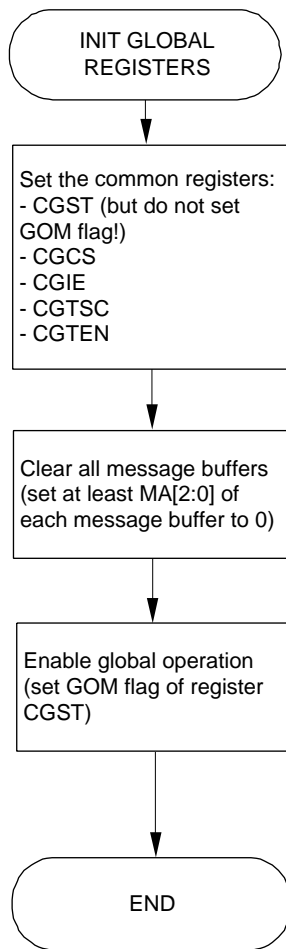 INIT GLOBAL
REGISTERS
Set the common registers:
- CGST (but do not set
GOM flag!)
- CGCS
- CGIE
- CGTSC
- CGTEN
Clear all message buffers
(set at least MA[2:0] of
each message buffer to 0)
Enable global operation
(set GOM flag of register
CGST)
END